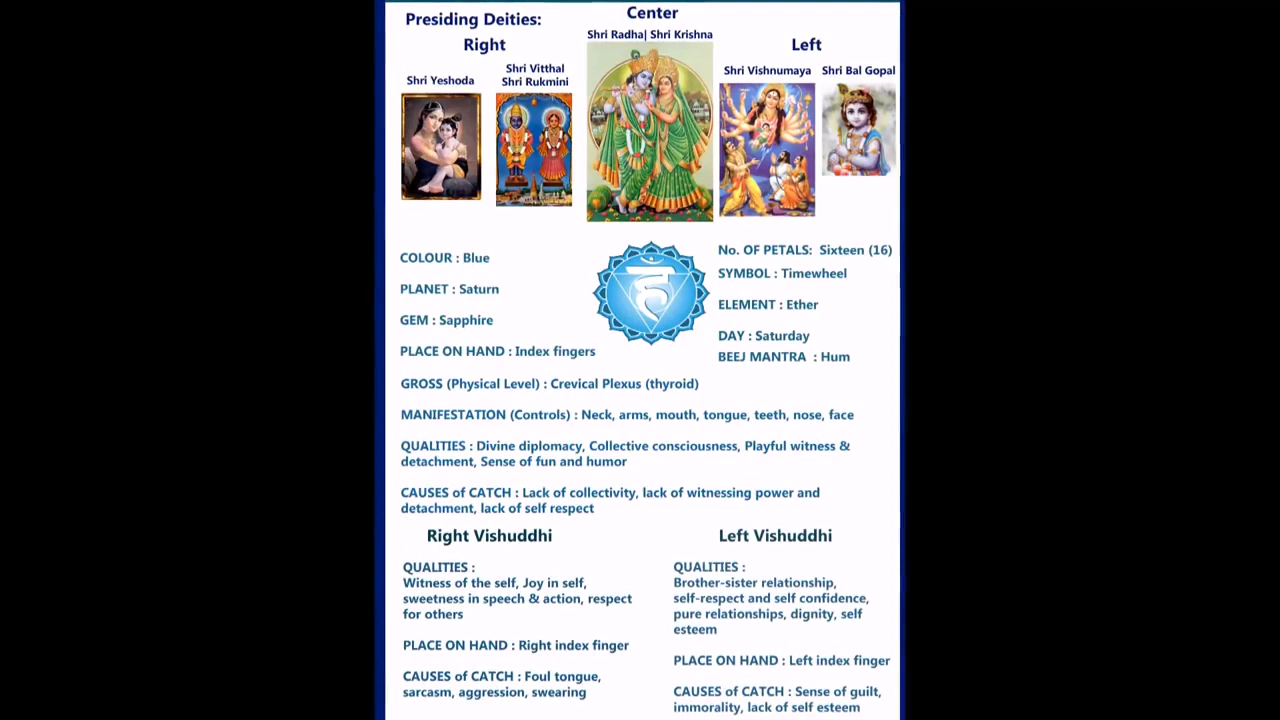 Presiding Deities:
Center
Right
Left
Shri Radha| Shri Krishna
Shri Yeshoda
Shri Vitthal
Shri Rukmini
Shri Vishnumaya
Shri Bal Gopal
COLOUR : Blue
PLANET : Saturn
GEM : Sapphire
PLACE ON HAND : Index fingers
ह
No. OF PETALS: Sixteen (16)
SYMBOL : Timewheel
ELEMENT : Ether
DAY : Saturday
BEEJ MANTRA : Hum
GROSS (Physical Level) : Crevical Plexus (thyroid)
MANIFESTATION (Controls) : Neck, arms, mouth, tongue, teeth, nose, face
QUALITIES : Divine diplomacy, Collective consciousness, Playful witness &
detachment, Sense of fun and humor
CAUSES of CATCH : Lack of collectivity, lack of witnessing power and
detachment, lack of self respect
Right Vishuddhi
QUALITIES :
Witness of the self, Joy in self,
sweetness in speech & action, respect
for others
PLACE ON HAND : Right index finger
CAUSES of CATCH : Foul tongue,
sarcasm, aggression, swearing
Left Vishuddhi
QUALITIES :
Brother-sister relationship,
self-respect and self confidence,
pure relationships, dignity, self
esteem
PLACE ON HAND : Left index finger
CAUSES of CATCH : Sense of guilt,
immorality, lack of self esteem